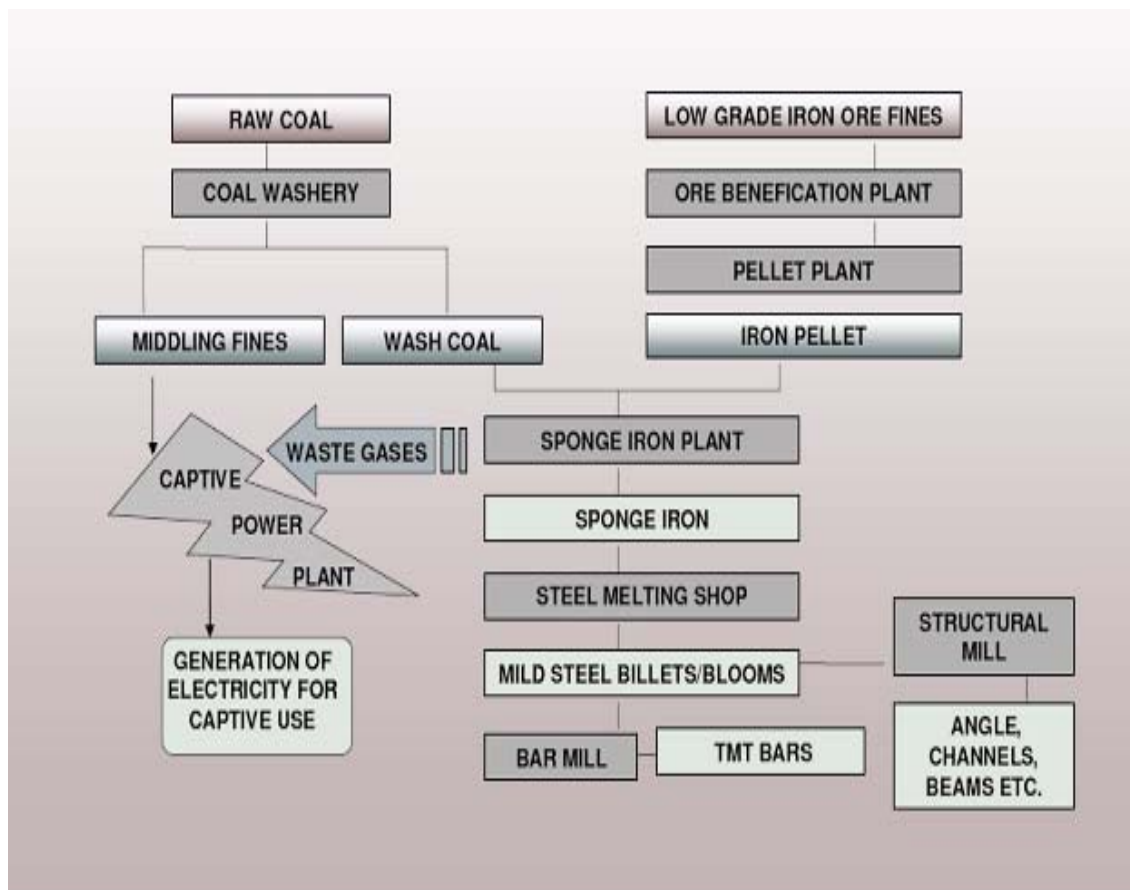 RAW COAL
LOW GRADE IRON ORE FINES
COAL WASHERY
ORE BENEFICATION PLANT
PELLET PLANT
MIDDLING FINES
WASH COAL
IRON PELLET
SPONGE IRON PLANT
WASTE GASES
CAPTIVE
POWER
PLANT
SPONGE IRON
STEEL MELTING SHOP
STRUCTURAL
MILL
GENERATION OF
ELECTRICITY FOR
CAPTIVE USE
MILD STEEL BILLETS/BLOOMS
BAR MILL
TMT BARS
ANGLE,
CHANNELS,
BEAMS ETC.